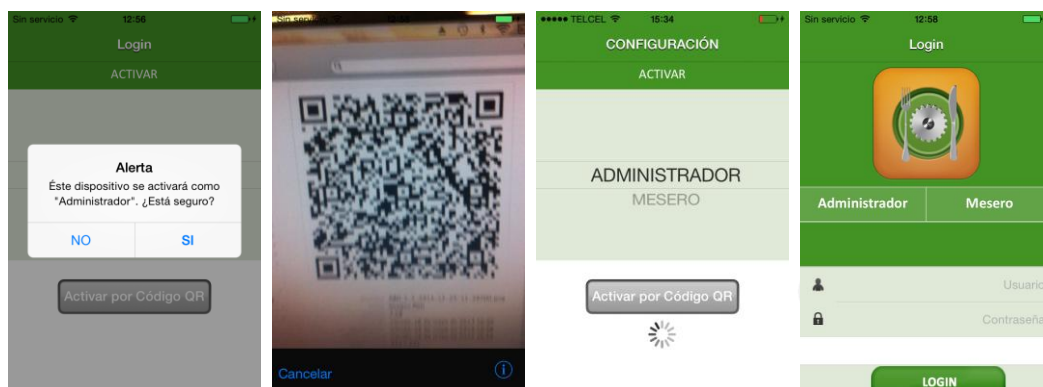 Sin servicio 12:56
Login
ACTIVAR
Alerta
Éste dispositivo se activará como
"Administrador". ¿Está seguro?
NO SI
Activar por Código QR
Sin servicio
Cancelar
TELCEL 15:34
CONFIGURACIÓN
ACTIVAR
ADMINISTRADOR
MESERO
Activar por Código QR
Sin servicio 12:58
Login
Administrador Mesero
Usuario
Contraseña
LOGIN